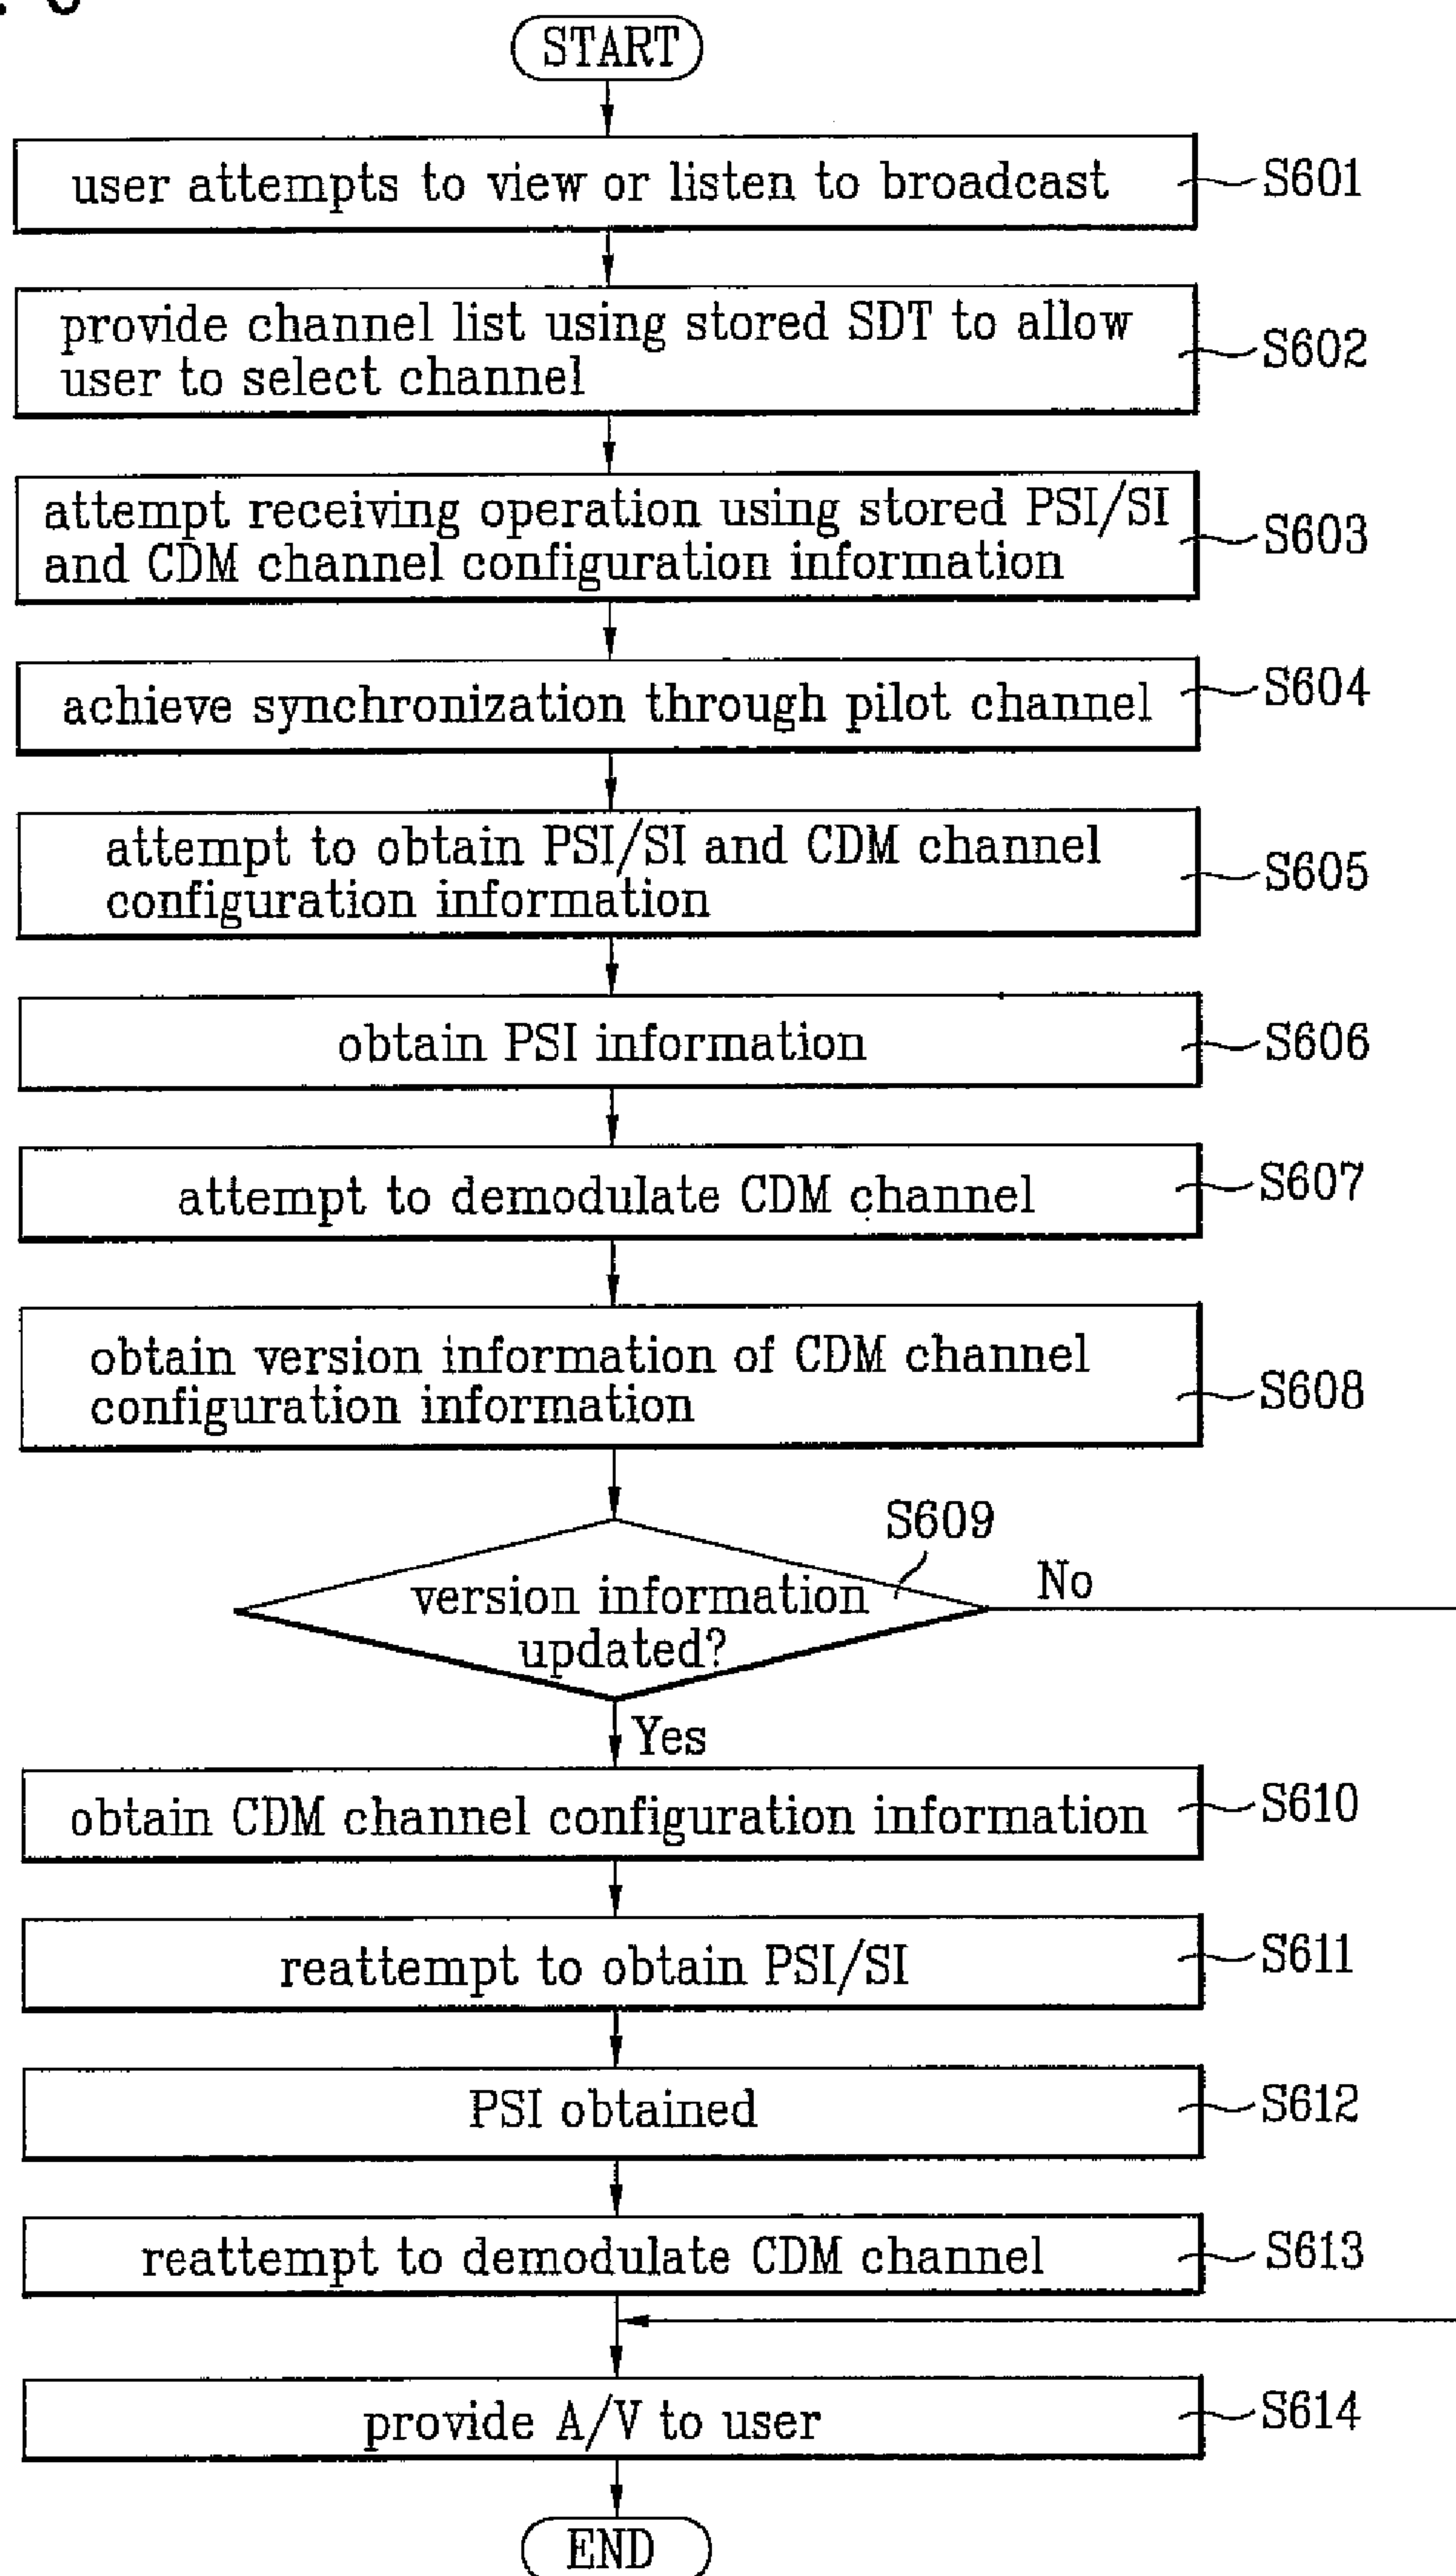 START
user attempts to view or listen to broadcast
S601
provide channel list using stored SDT to allow
user to select channel
S602
attempt receiving operation using stored PSI/SI
and CDM channel configuration information
S603
achieve synchronization through pilot channel
S604
attempt to obtain PSI/SI and CDM channel
configuration information
S605
obtain PSI information
S606
attempt to demodulate CDM channel
S607
obtain version information of CDM channel
configuration information
S608
S609
version information
updated?
No
Yes
obtain CDM channel configuration information
S610
reattempt to obtain PSI/SI
S611
PSI obtained
S612
reattempt to demodulate CDM channel
S613
provide A/V to user
S614
END